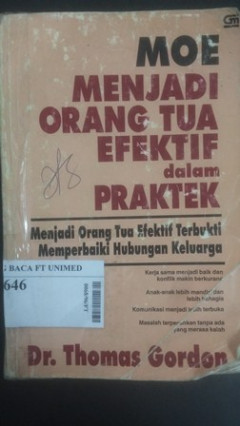 MOE
MENJADI
ORANG TUA
EFEKTIF
dalam
PRAKTEK
Menjadi Orang Tua Efektif Terbukti
Memperbaiki Hubungan Keluarga
BACA FT UNIMED
646
Kerja sama menjadi baik dan
konflik makin berkurang
Anak-anak lebih mandiri dan
lebih bahagia
Komunikasi menjadi lebih terbuka
Masalah terpecahkan tanpa ada
yang merasa kalah
Dr. Thomas Gordon